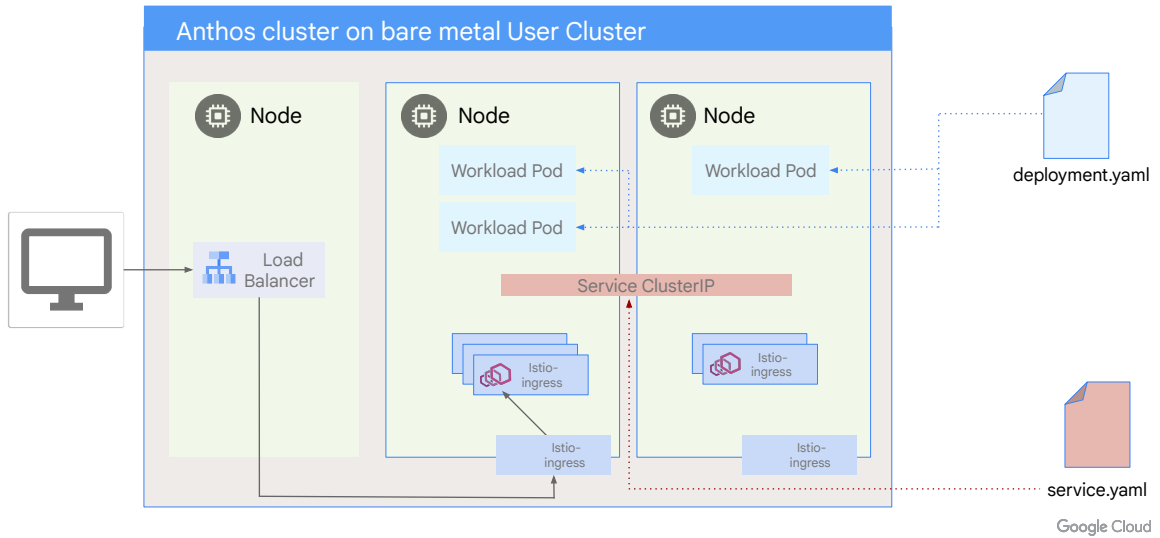 Anthos cluster on bare metal User Cluster
Node
Node
Node
Workload Pod
Workload Pod
Workload Pod
deployment.yaml
Load
Balancer
Service ClusterIP
Istio-
ingress
Istio-
ingress
Istio-
ingress
Istio-
ingress
service.yaml
Google Cloud